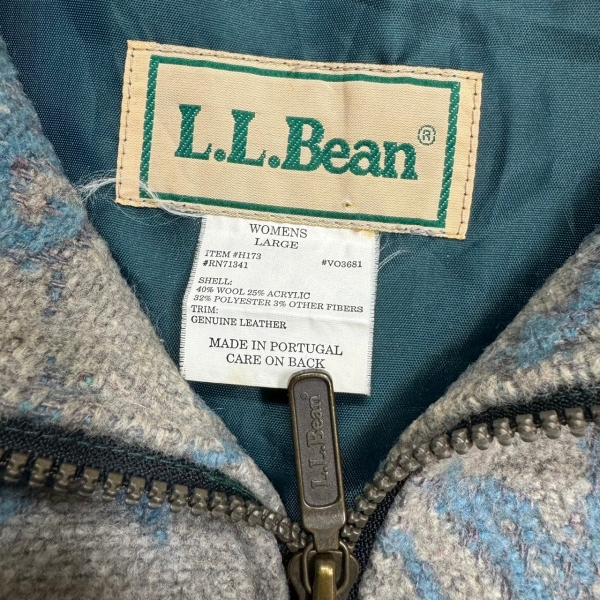 L.L.Bean®
WOMENS
LARGE
ITEM #H173
#RN71341 #VO3681
SHELL:
40% WOOL 25% ACRYLIC
32% POLYESTER 3% OTHER FIBERS
TRIM:
GENUINE LEATHER
MADE IN PORTUGAL
CARE ON BACK
L.L.Bean